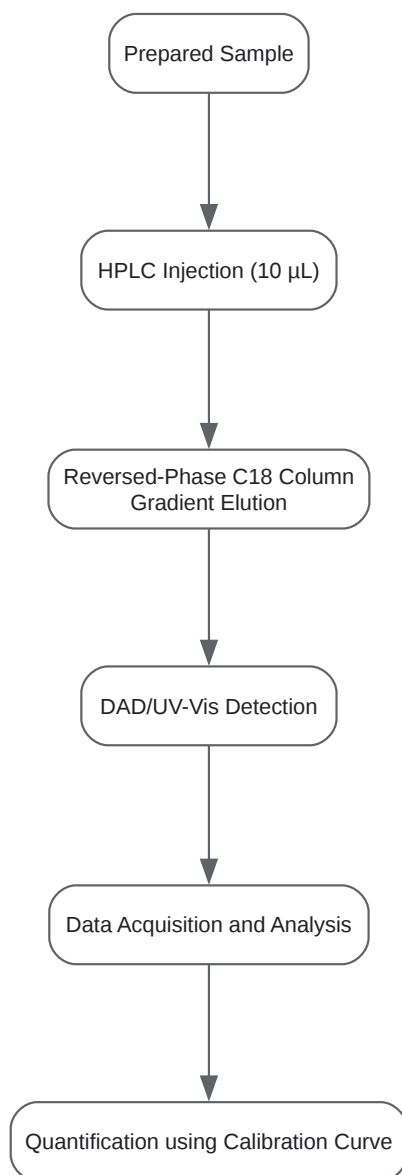 Prepared Sample
HPLC Injection (10 µL)
Reversed-Phase C18 Column
Gradient Elution
DAD/UV-Vis Detection
Data Acquisition and Analysis
Quantification using Calibration Curve